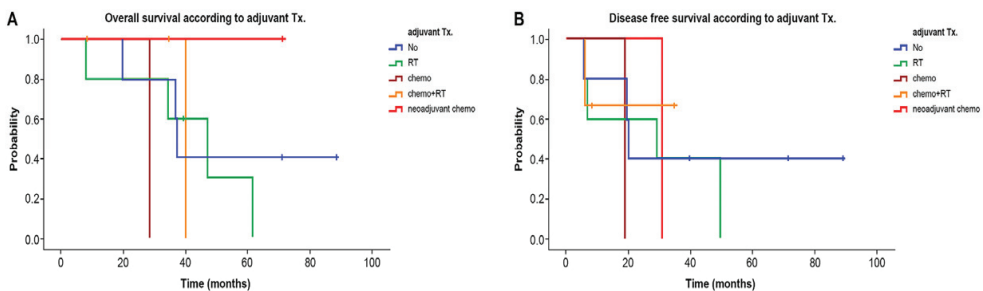 A
Overall survival according to adjuvant Tx.
Probability
1.0
0.8
0.6
0.4
0.2
0.0
0 20 40 60 80 100
Time (months)
adjuvant Tx.
No
RT
chemo
chemo+RT
neoadjuvant chemo
B
Disease free survival according to adjuvant Tx.
Probability
1.0
0.8
0.6
0.4
0.2
0.0
0 20 40 60 80 100
Time (months)
adjuvant Tx.
No
RT
chemo
chemo+RT
neoadjuvant chemo